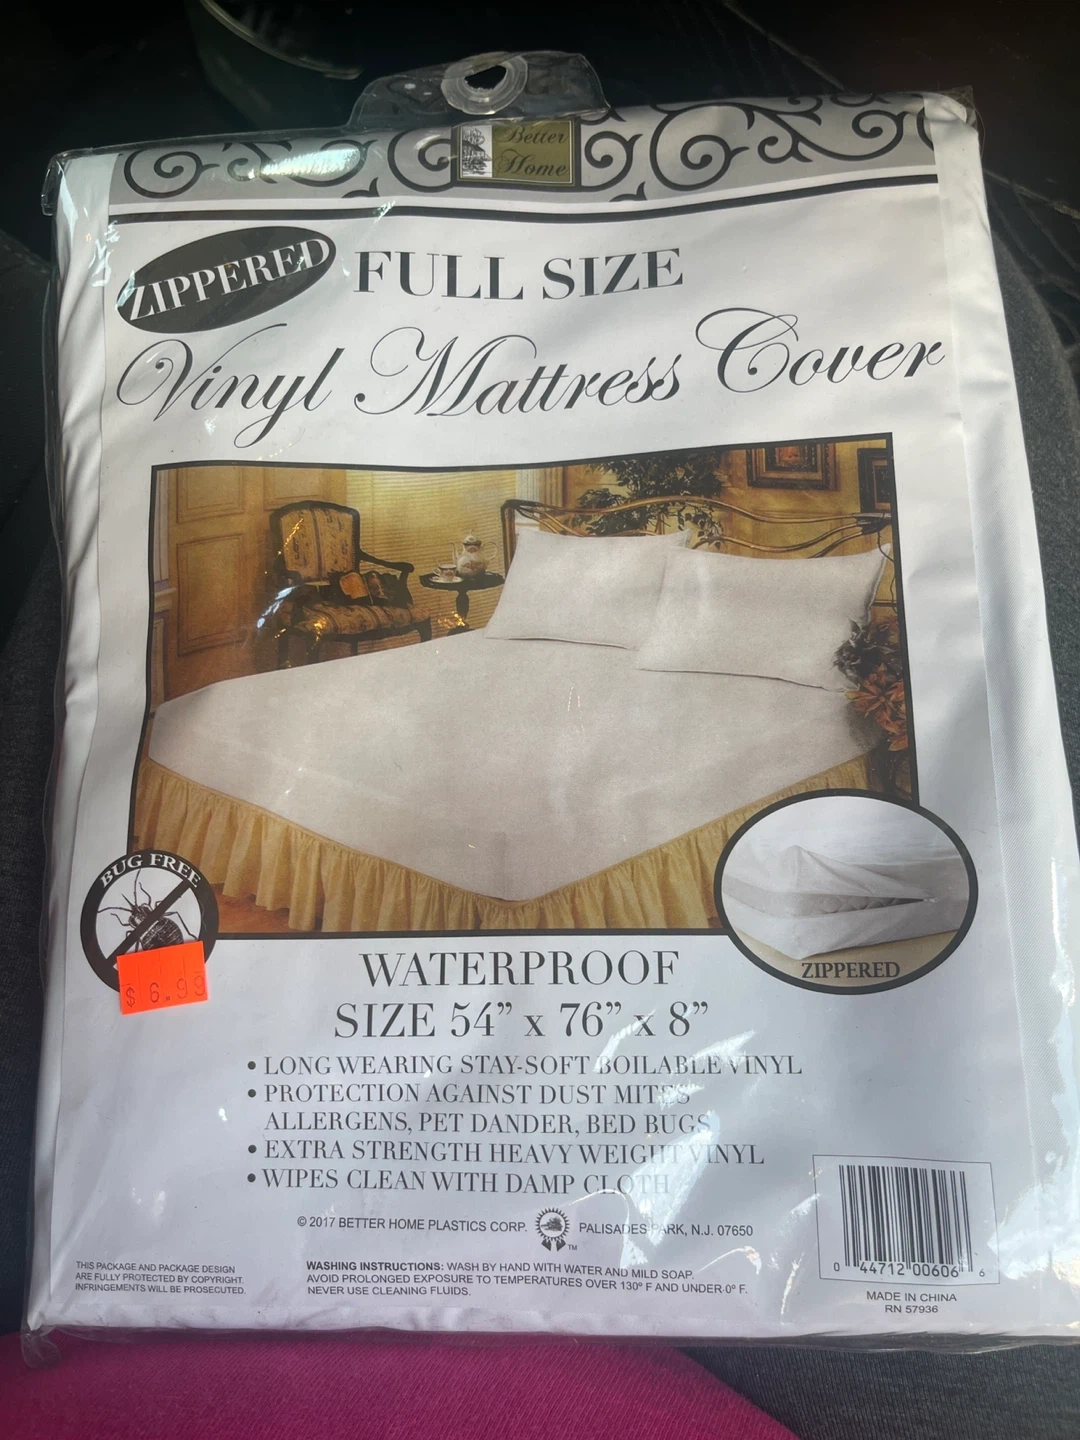 Better
Home
ZIPPERED
FULL SIZE
Vinyl Mattress Cover
BUG FREE
$ 6.99
ZIPPERED
WATERPROOF
SIZE 54” x 76” x 8”
• LONG WEARING STAY-SOFT BOILABLE VINYL
• PROTECTION AGAINST DUST MITES
ALLERGENS, PET DANDER, BED BUGS
• EXTRA STRENGTH HEAVY WEIGHT VINYL
• WIPES CLEAN WITH DAMP CLOTH
© 2017 BETTER HOME PLASTICS CORP. TM PALISADES PARK, N.J. 07650
THIS PACKAGE AND PACKAGE DESIGN
ARE FULLY PROTECTED BY COPYRIGHT.
INFRINGEMENTS WILL BE PROSECUTED.
WASHING INSTRUCTIONS: WASH BY HAND WITH WATER AND MILD SOAP.
AVOID PROLONGED EXPOSURE TO TEMPERATURES OVER 130º F AND UNDER 0º F.
NEVER USE CLEANING FLUIDS.
0 44712 00606 6
MADE IN CHINA
RN 57936